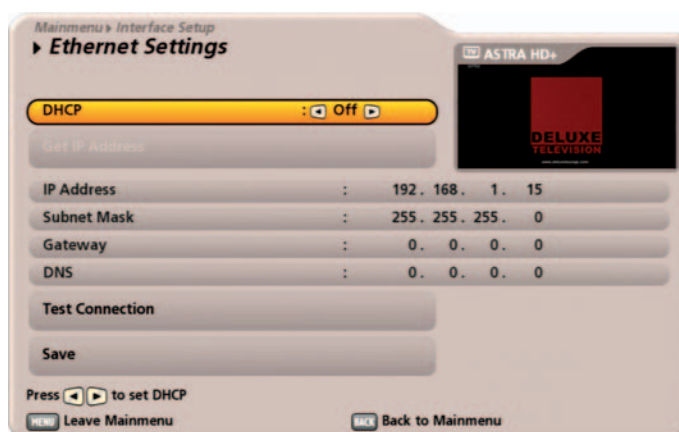 Mainmenu › Interface Setup
Ethernet Settings
TV ASTRA HD+
DELUXE
TELEVISION
DHCP : Off
Get IP Address
IP Address : 192. 168. 1. 15
Subnet Mask : 255. 255. 255. 0
Gateway : 0. 0. 0. 0
DNS : 0. 0. 0. 0
Test Connection
Save
Press to set DHCP
MENU Leave Mainmenu
BACK Back to Mainmenu